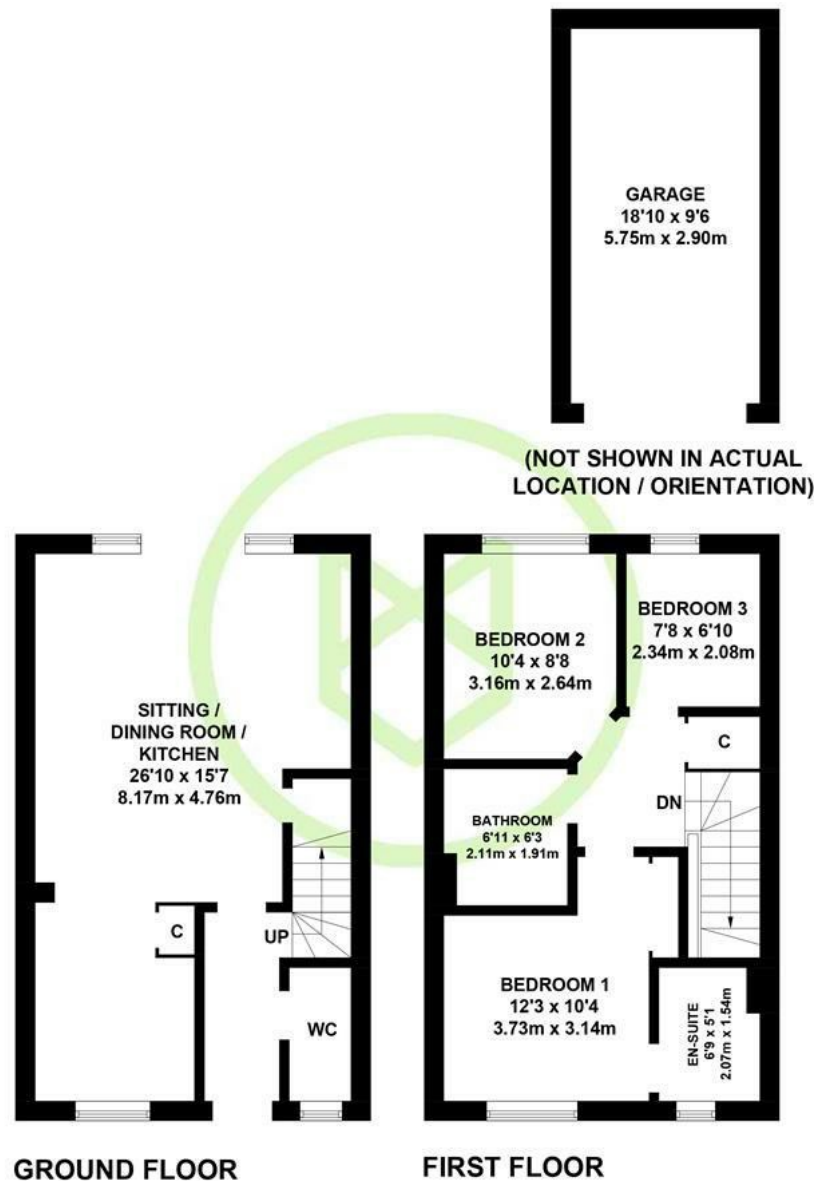 GARAGE
18'10 x 9'6
5.75m x 2.90m
(NOT SHOWN IN ACTUAL
LOCATION / ORIENTATION)
SITTING /
DINING ROOM /
KITCHEN
26'10 x 15'7
8.17m x 4.76m
C
UP
WC
GROUND FLOOR
BEDROOM 2
10'4 x 8'8
3.16m x 2.64m
BEDROOM 3
7'8 x 6'10
2.34m x 2.08m
C
DN
BATHROOM
6'11 x 6'3
2.11m x 1.91m
BEDROOM 1
12'3 x 10'4
3.73m x 3.14m
EN-SUITE
6'9 x 5'1
2.07m x 1.54m
FIRST FLOOR